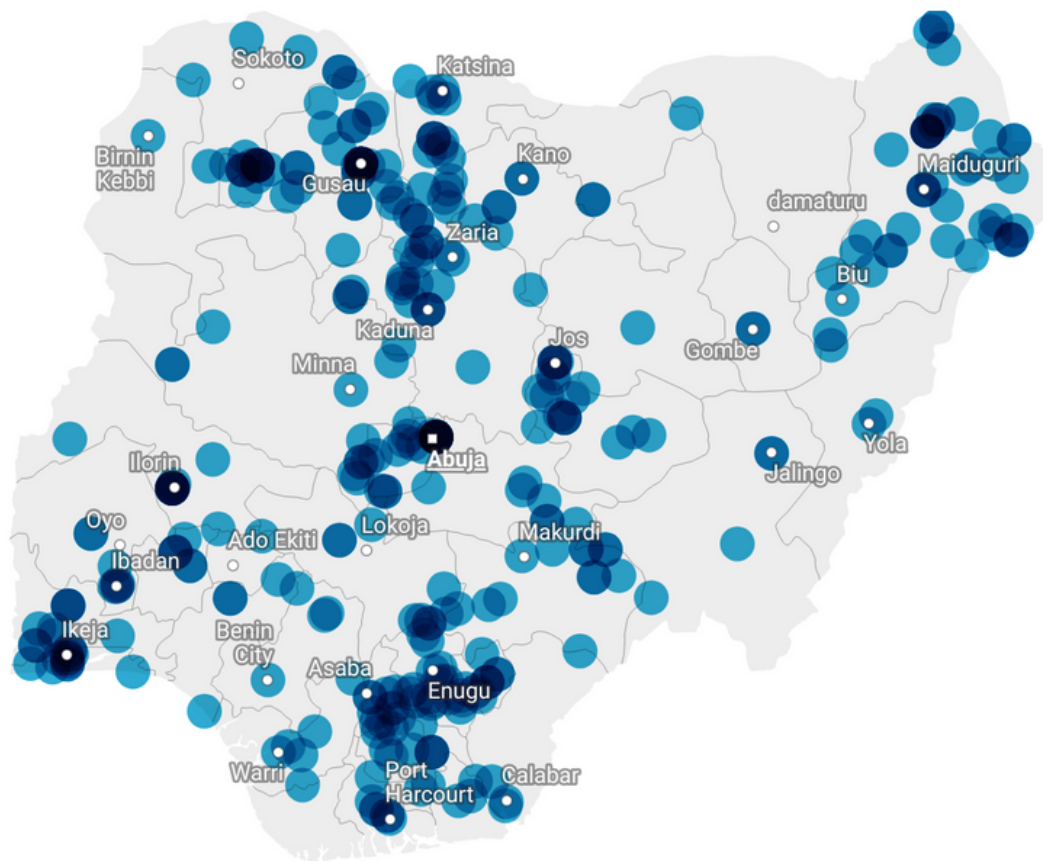 Sokoto
Katsina
Birnin
Kebbi
Gusau
Kano
Maiduguri
damaturu
Zaria
Biu
Kaduna
Jos
Gombe
Minna
Abuja
Yola
Ilorin
Jalingo
Oyo
Lokoja
Makurdi
Ado Ekiti
Ibadan
Ikeja
Benin
City
Asaba
Enugu
Warri
Port
Harcourt
Calabar